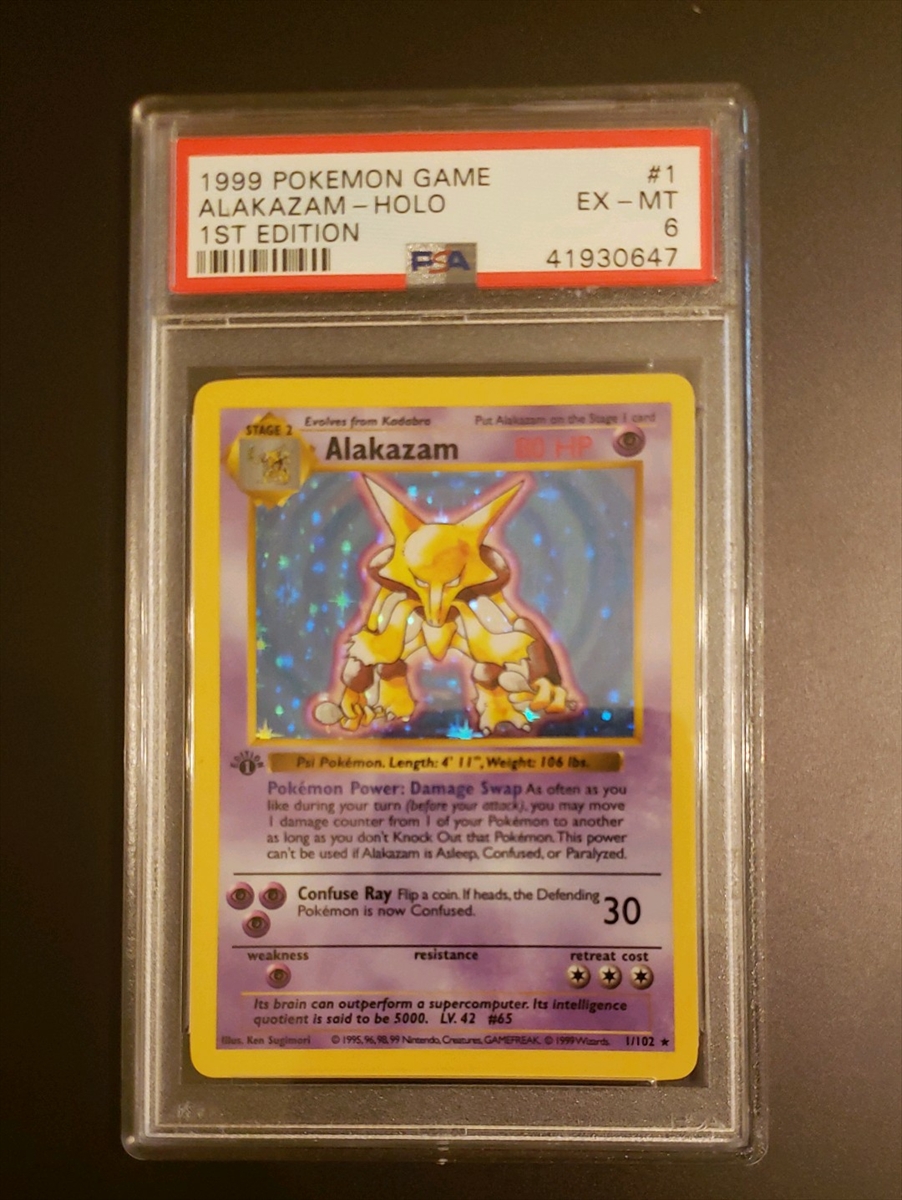 1999 POKEMON GAME #1
ALAKAZAM - HOLO EX - MT
1ST EDITION 6
PSA 41930647
Evolves from Kadabra Put Alakazam on the Stage 1 card
STAGE 2
Alakazam 80 HP
EDITION 1
Psi Pokémon. Length: 4' 11", Weight: 106 lbs.
Pokémon Power: Damage Swap As often as you
like during your turn (before your attack), you may move
1 damage counter from 1 of your Pokémon to another
as long as you don't Knock Out that Pokémon. This power
can't be used if Alakazam is Asleep, Confused, or Paralyzed.
Confuse Ray Flip a coin. If heads, the Defending
Pokémon is now Confused. 30
weakness resistance retreat cost
Its brain can outperform a supercomputer. Its intelligence
quotient is said to be 5000. LV. 42 #65
Illus. Ken Sugimori © 1995, 96, 98, 99 Nintendo, Creatures, GAMEFREAK. © 1999 Wizards. 1/102 ★